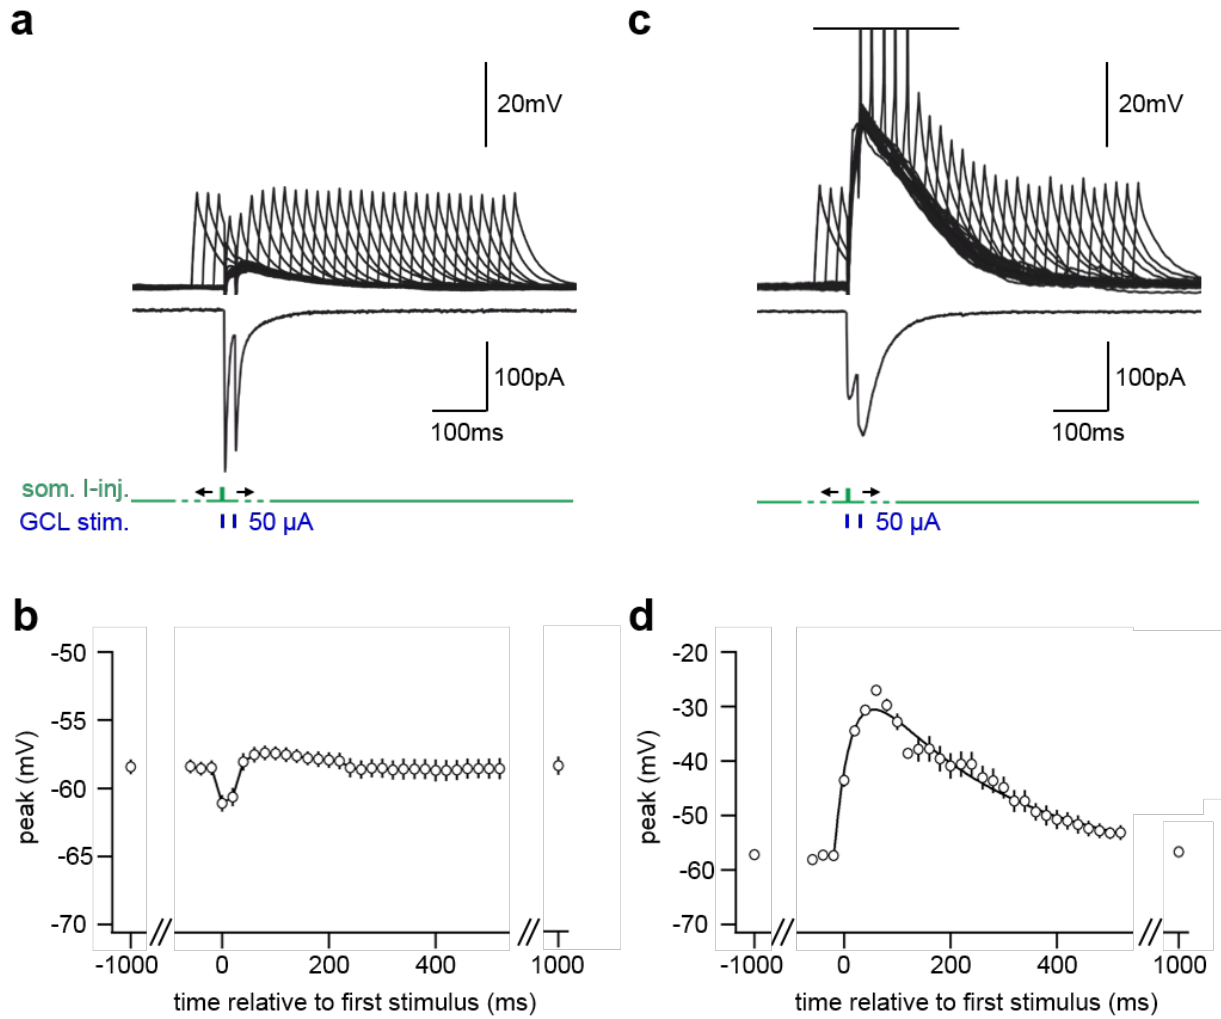 a
20mV
100pA
100ms
som. I-inj.
GCL stim.
50 µA
c
20mV
100pA
100ms
50 µA
b
-50
-55
-60
-65
-70
peak (mV)
-1000
0
200
400
1000
time relative to first stimulus (ms)
d
-20
-30
-40
-50
-60
-70
peak (mV)
-1000
0
200
400
1000
time relative to first stimulus (ms)